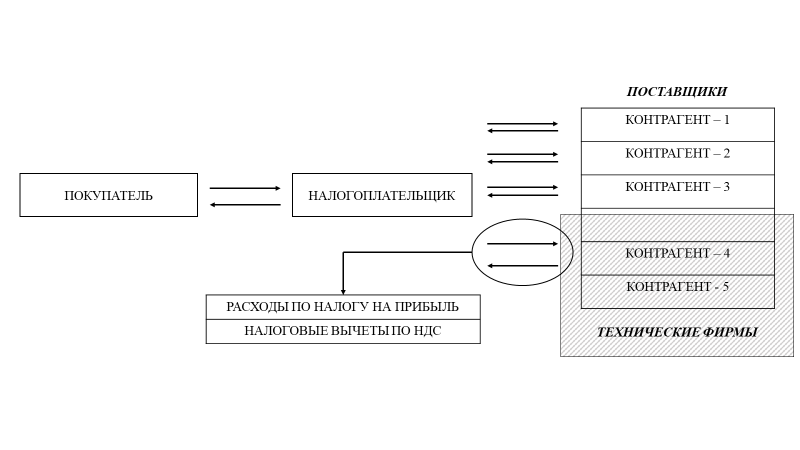 ПОСТАВЩИКИ
КОНТРАГЕНТ – 1
КОНТРАГЕНТ – 2
КОНТРАГЕНТ – 3
ПОКУПАТЕЛЬ
НАЛОГОПЛАТЕЛЬЩИК
КОНТРАГЕНТ – 4
КОНТРАГЕНТ - 5
РАСХОДЫ ПО НАЛОГУ НА ПРИБЫЛЬ
НАЛОГОВЫЕ ВЫЧЕТЫ ПО НДС
ТЕХНИЧЕСКИЕ ФИРМЫ